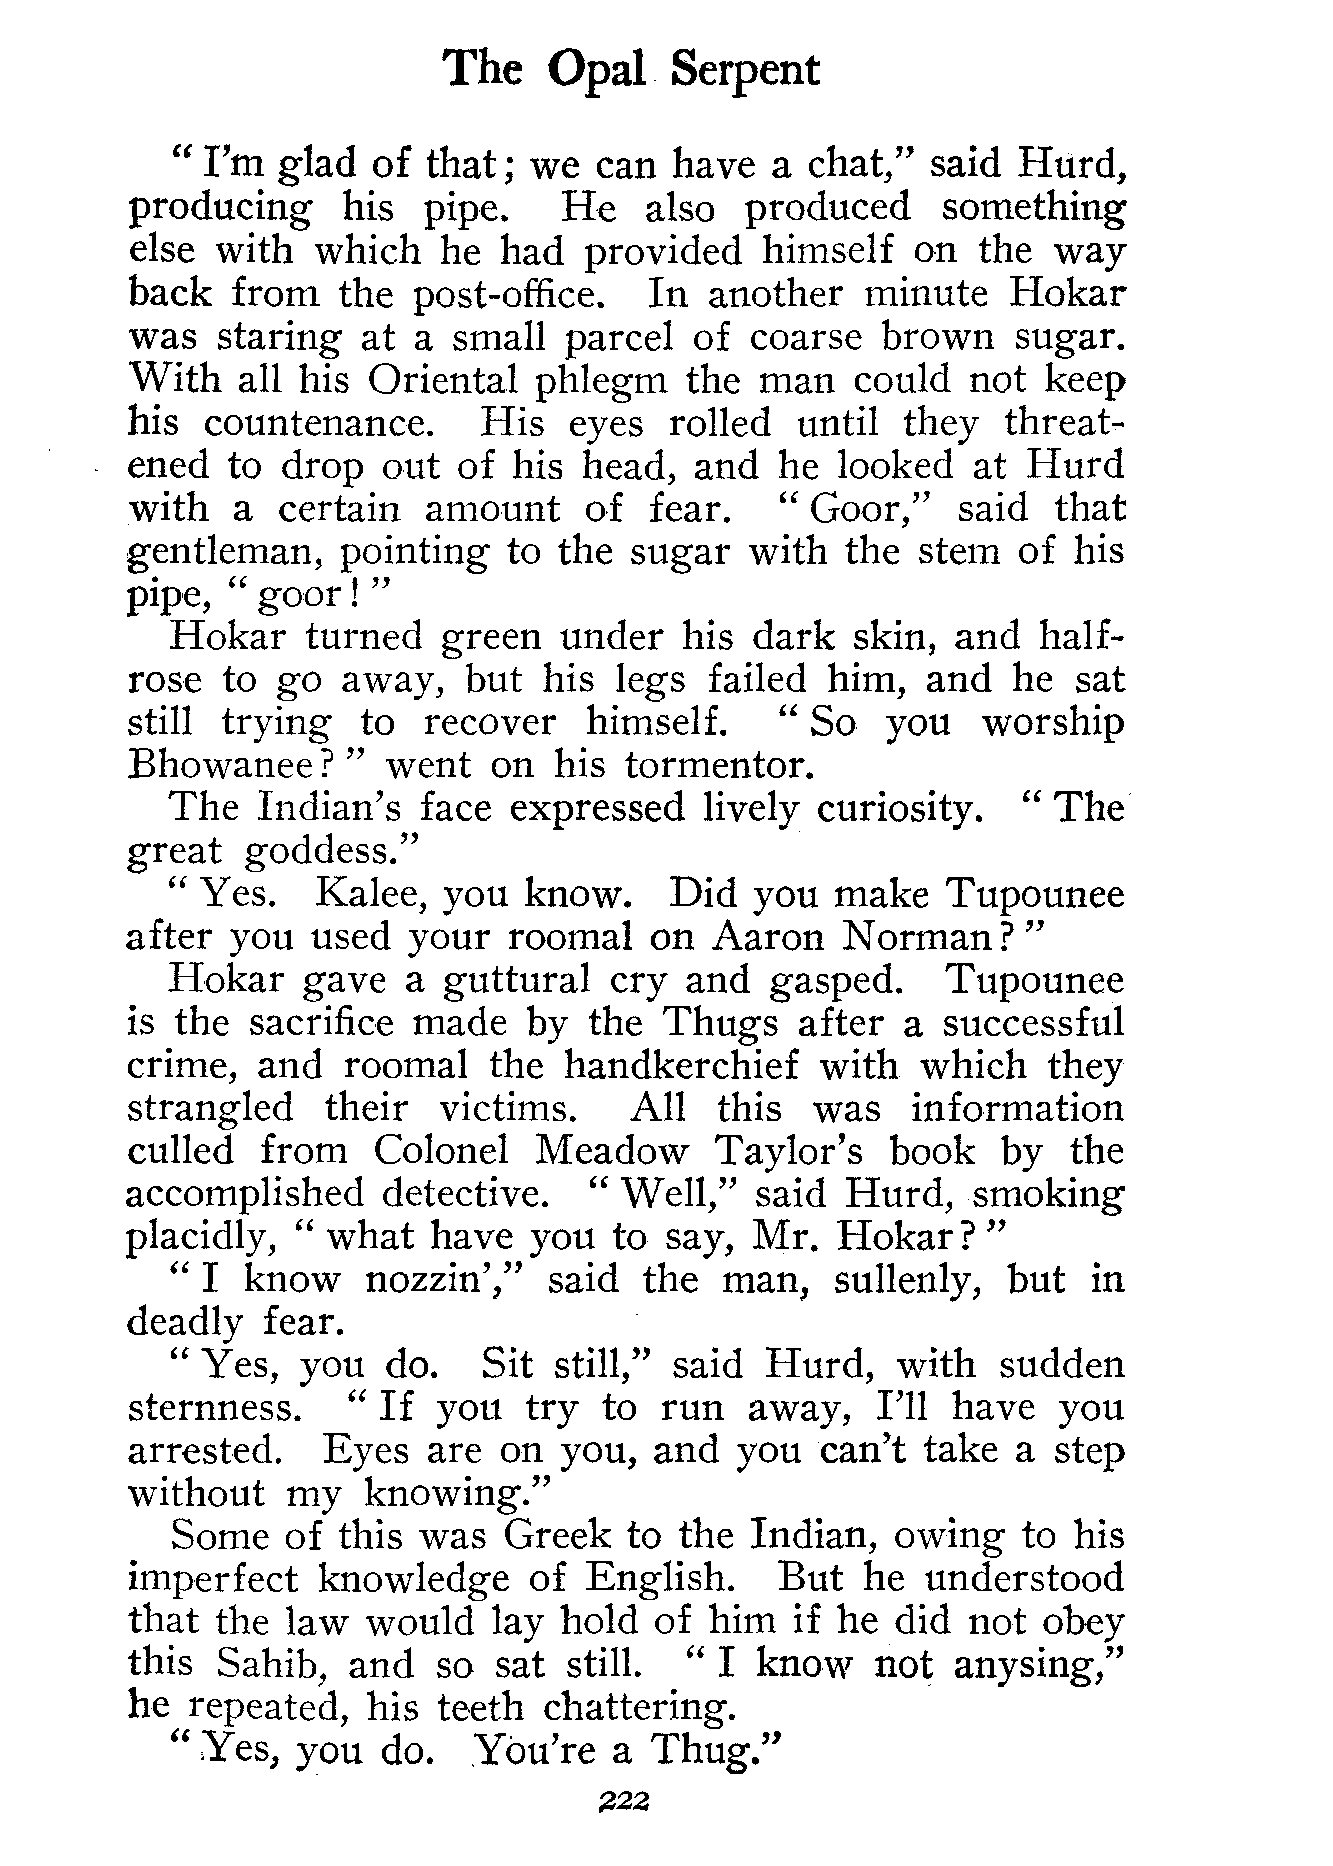 The Opal Serpent
“ I’m glad of that; we can have a chat,” said Hurd,
producing his pipe. He also produced something
else with which he had provided himself on the way
back from the post-office. In another minute Hokar
was staring at a small parcel of coarse brown sugar.
With all his Oriental phlegm the man could not keep
his countenance. His eyes rolled until they threat-
ened to drop out of his head, and he looked at Hurd
with a certain amount of fear. “ Goor,” said that
gentleman, pointing to the sugar with the stem of his
pipe, “ goor ! ”
Hokar turned green under his dark skin, and half-
rose to go away, but his legs failed him, and he sat
still trying to recover himself. “ So you worship
Bhowanee ? ” went on his tormentor.
The Indian’s face expressed lively curiosity. “ The
great goddess.”
“ Yes. Kalee, you know. Did you make Tupounee
after you used your roomal on Aaron Norman ? ”
Hokar gave a guttural cry and gasped. Tupounee
is the sacrifice made by the Thugs after a successful
crime, and roomal the handkerchief with which they
strangled their victims. All this was information
culled from Colonel Meadow Taylor’s book by the
accomplished detective. “ Well,” said Hurd, smoking
placidly, “ what have you to say, Mr. Hokar ? ”
“ I know nozzin’,” said the man, sullenly, but in
deadly fear.
“ Yes, you do. Sit still,” said Hurd, with sudden
sternness. “ If you try to run away, I’ll have you
arrested. Eyes are on you, and you can’t take a step
without my knowing.”
Some of this was Greek to the Indian, owing to his
imperfect knowledge of English. But he understood
that the law would lay hold of him if he did not obey
this Sahib, and so sat still. “ I know not anysing,”
he repeated, his teeth chattering.
“ Yes, you do. You’re a Thug.”
222